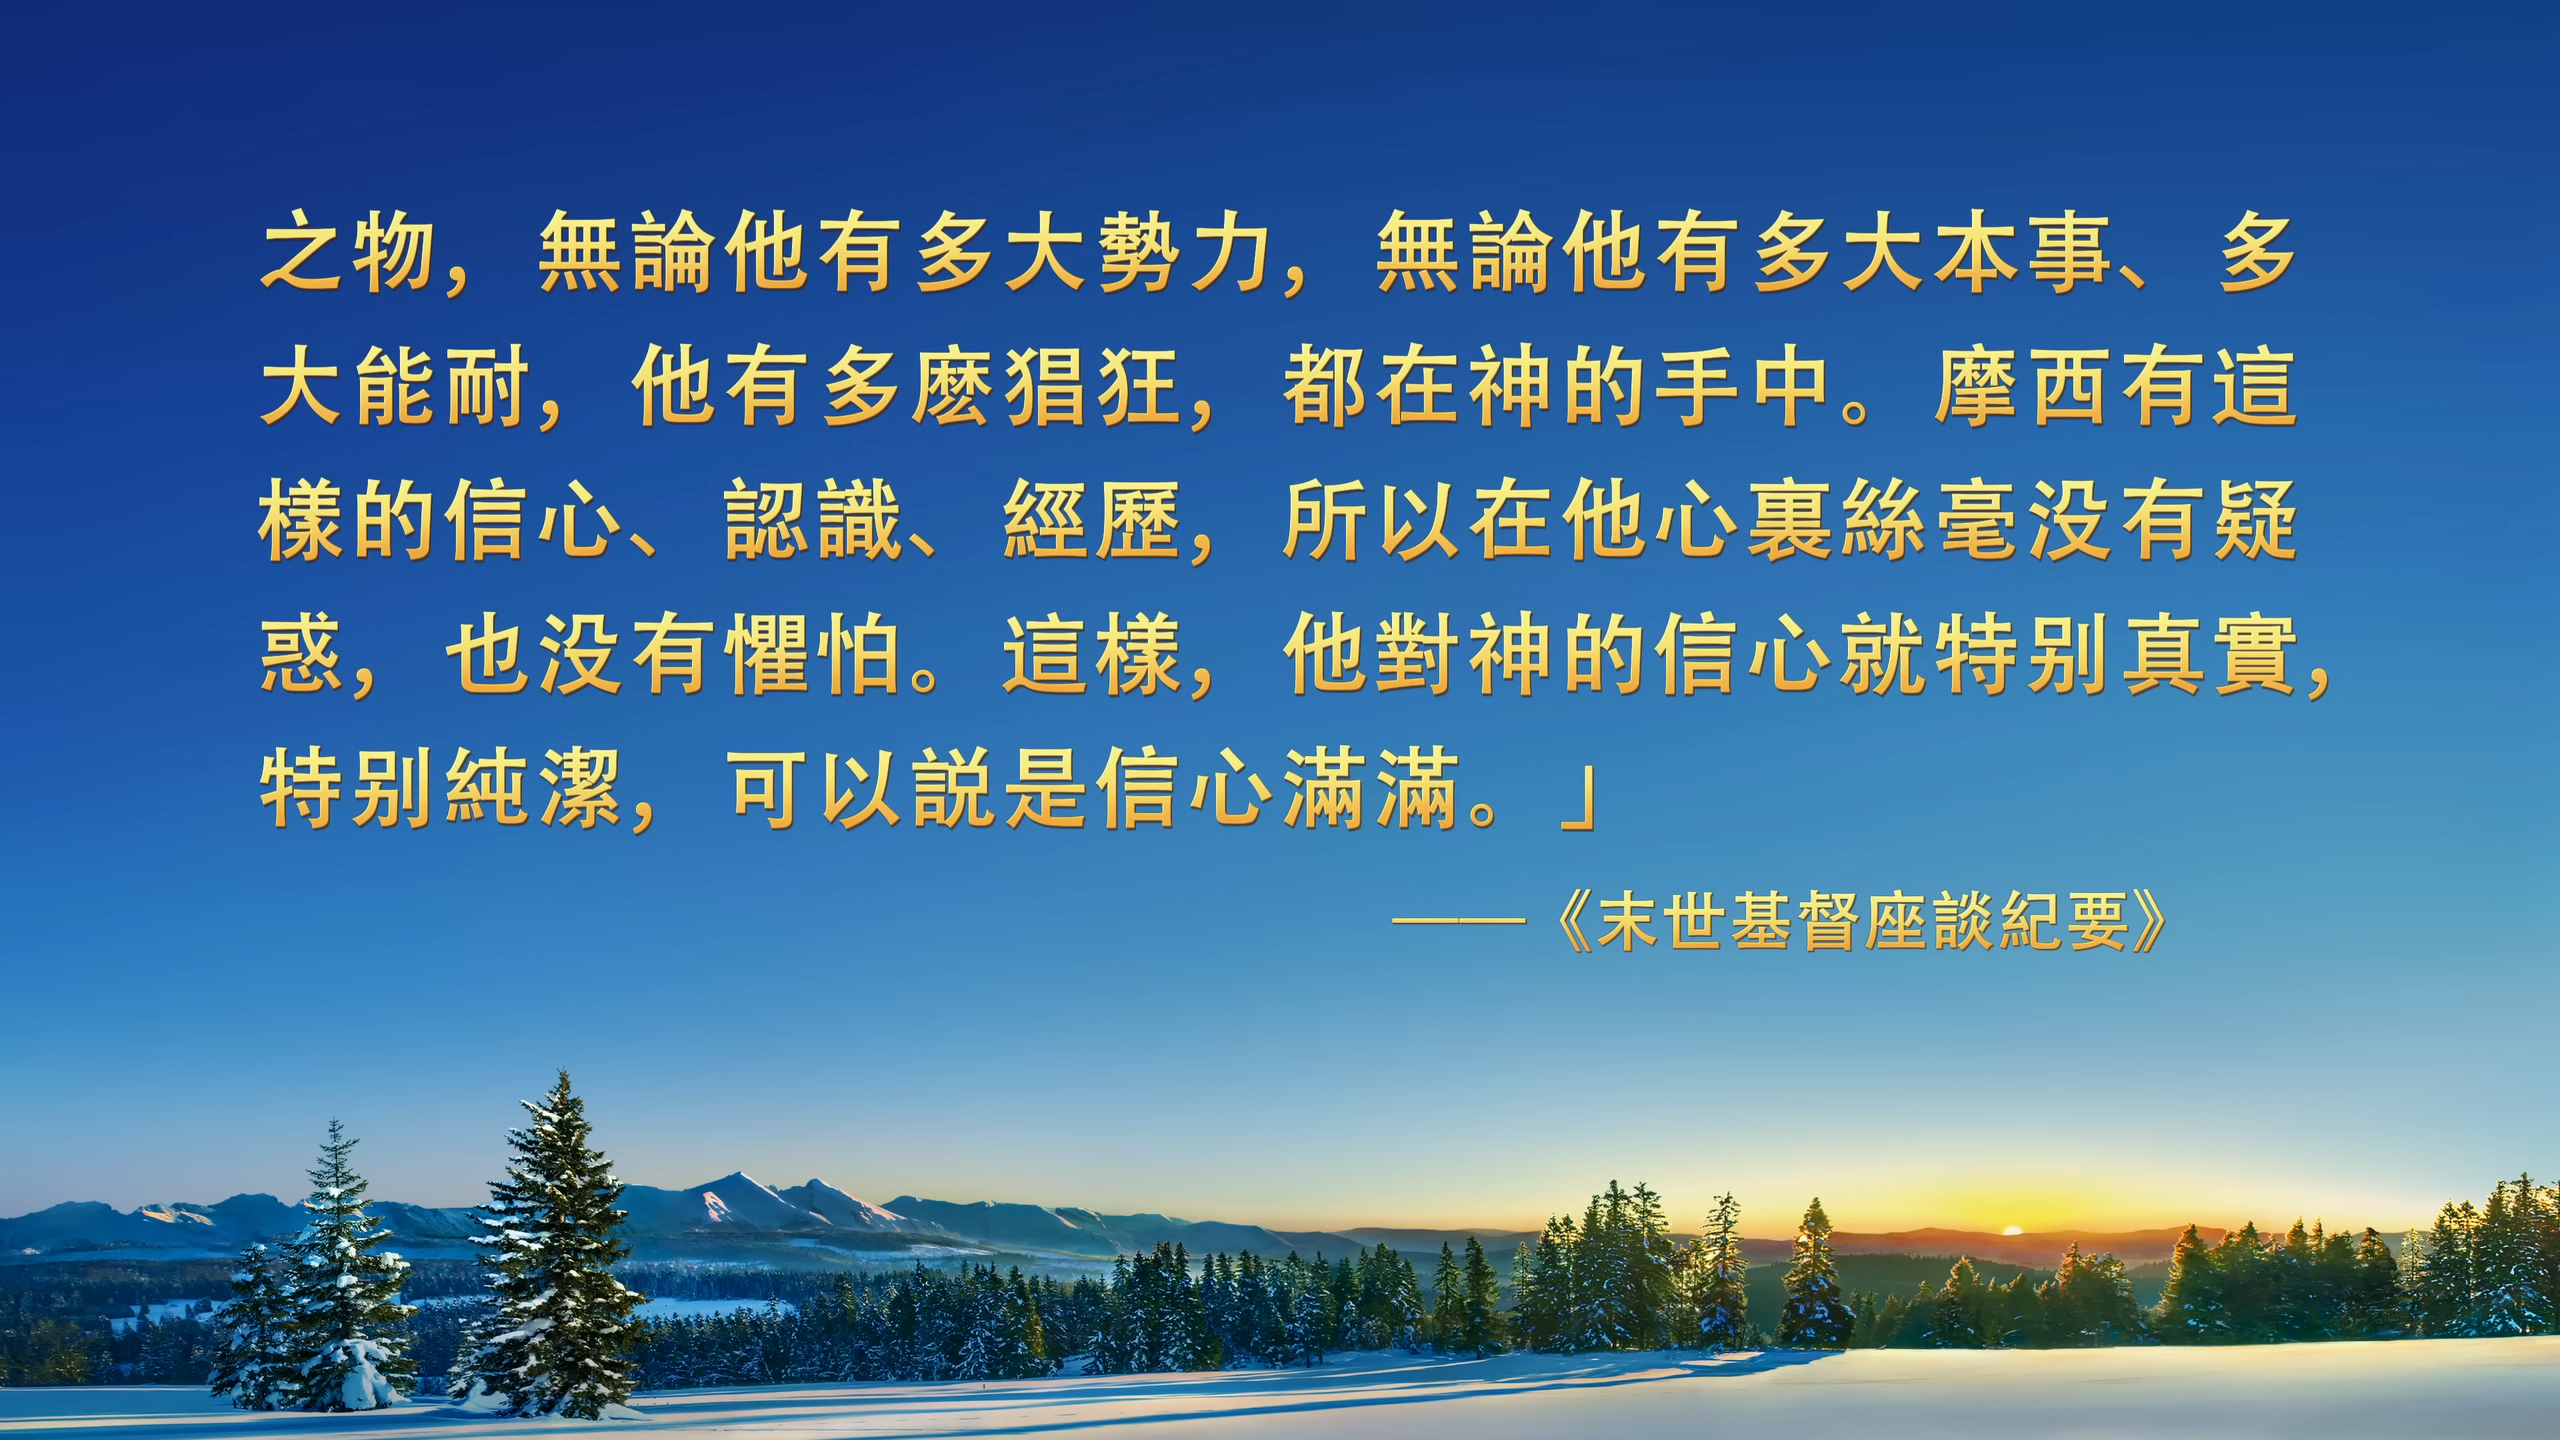 之物，無論他有多大勢力，無論他有多大本事、多
大能耐，他有多麽猖狂，都在神的手中。摩西有這
樣的信心、認識、經歷，所以在他心裏絲毫没有疑
惑，也没有懼怕。這樣，他對神的信心就特别真實，
特别純潔，可以説是信心滿滿。」
——《末世基督座談紀要》